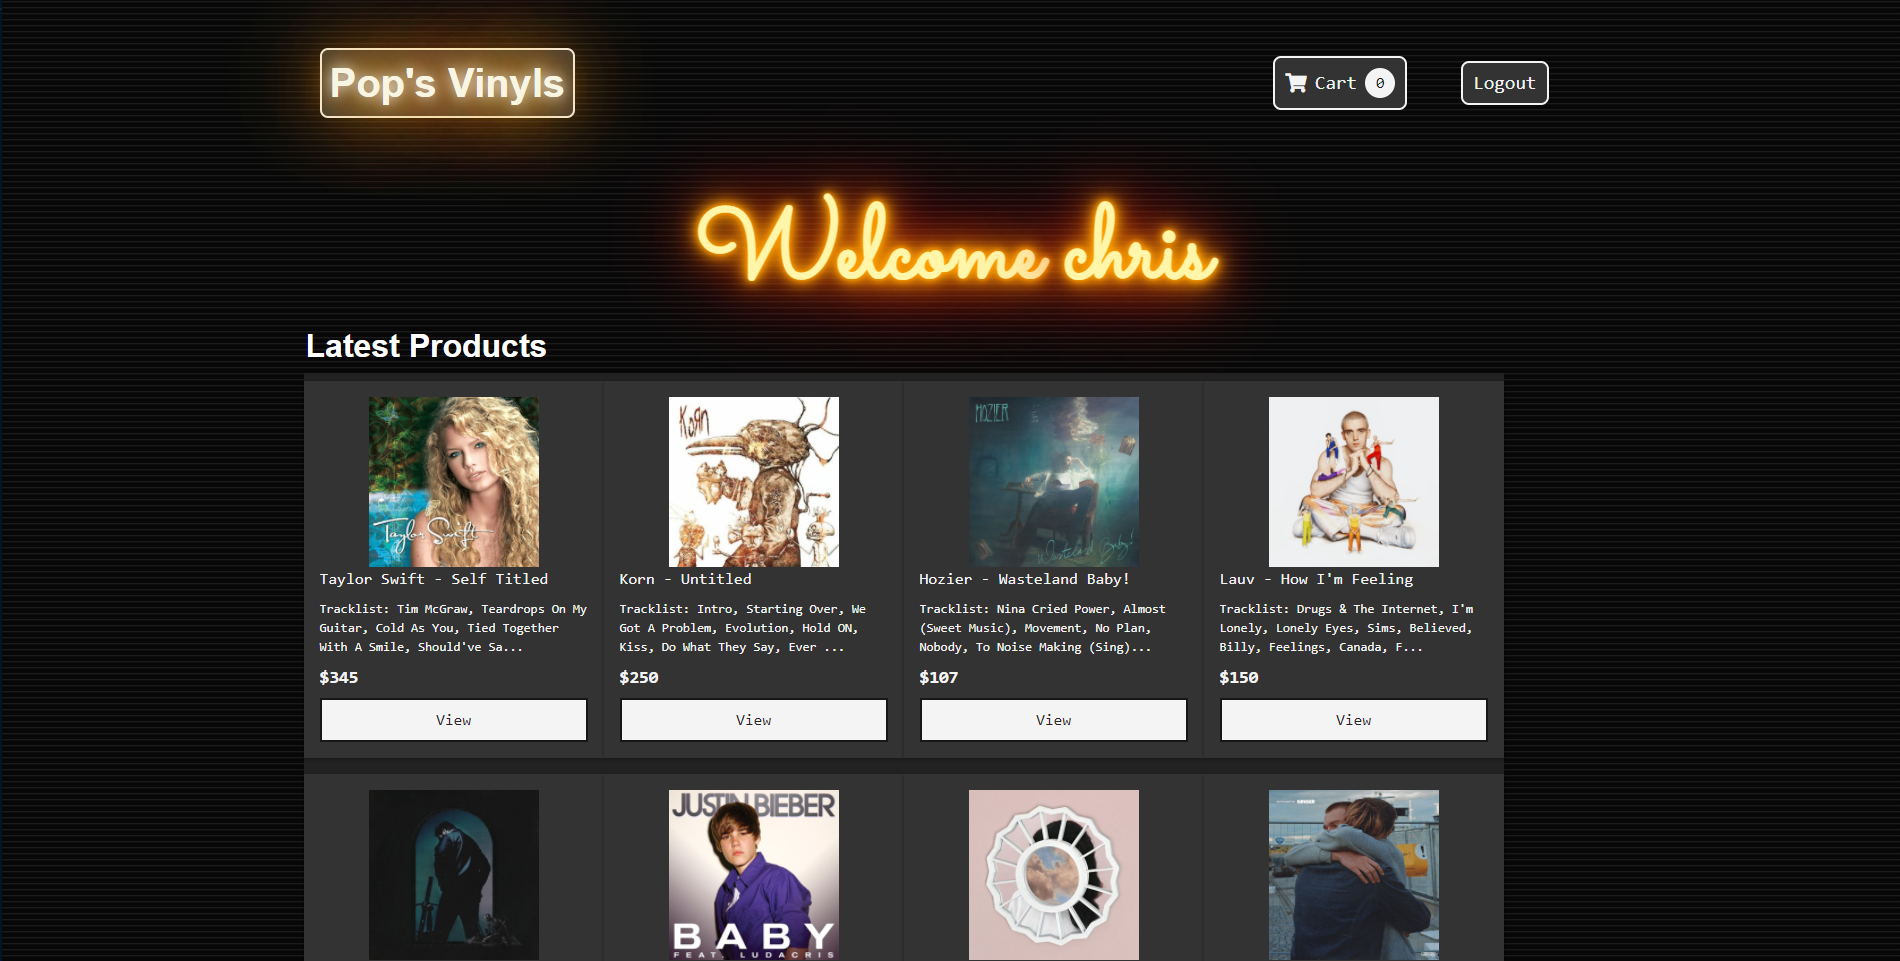 Pop's Vinyls
Cart 0
Logout
Welcome chris
Latest Products
KoЯn
HOZIER
Taylor Swift
Wasteland Baby!
Taylor Swift - Self Titled
Tracklist: Tim McGraw, Teardrops On My
Guitar, Cold As You, Tied Together
With A Smile, Should've Sa...
$345
View
Korn - Untitled
Tracklist: Intro, Starting Over, We
Got A Problem, Evolution, Hold ON,
Kiss, Do What They Say, Ever ...
$250
View
Hozier - Wasteland Baby!
Tracklist: Nina Cried Power, Almost
(Sweet Music), Movement, No Plan,
Nobody, To Noise Making (Sing)...
$107
View
Lauv - How I'm Feeling
Tracklist: Drugs & The Internet, I'm
Lonely, Lonely Eyes, Sims, Believed,
Billy, Feelings, Canada, F...
$150
View
JUSTIN BIEBER
BABY
FEAT. LUDACRIS